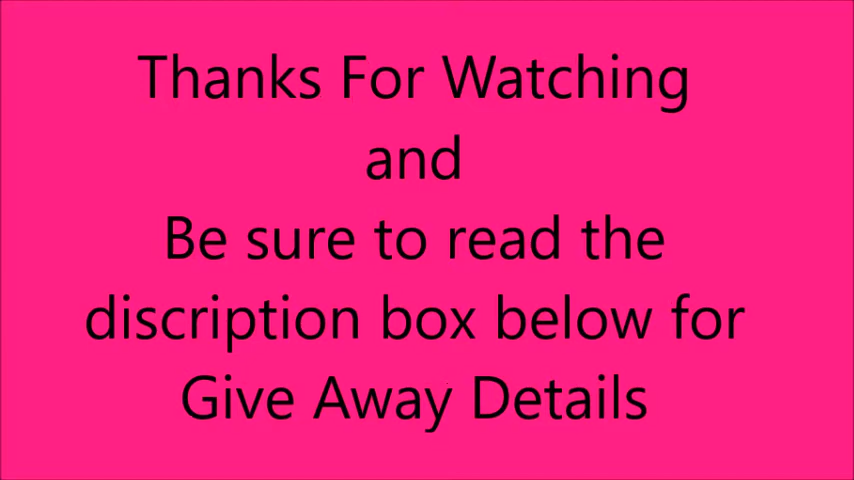 Thanks For Watching
and
Be sure to read the
discription box below for
Give Away Details